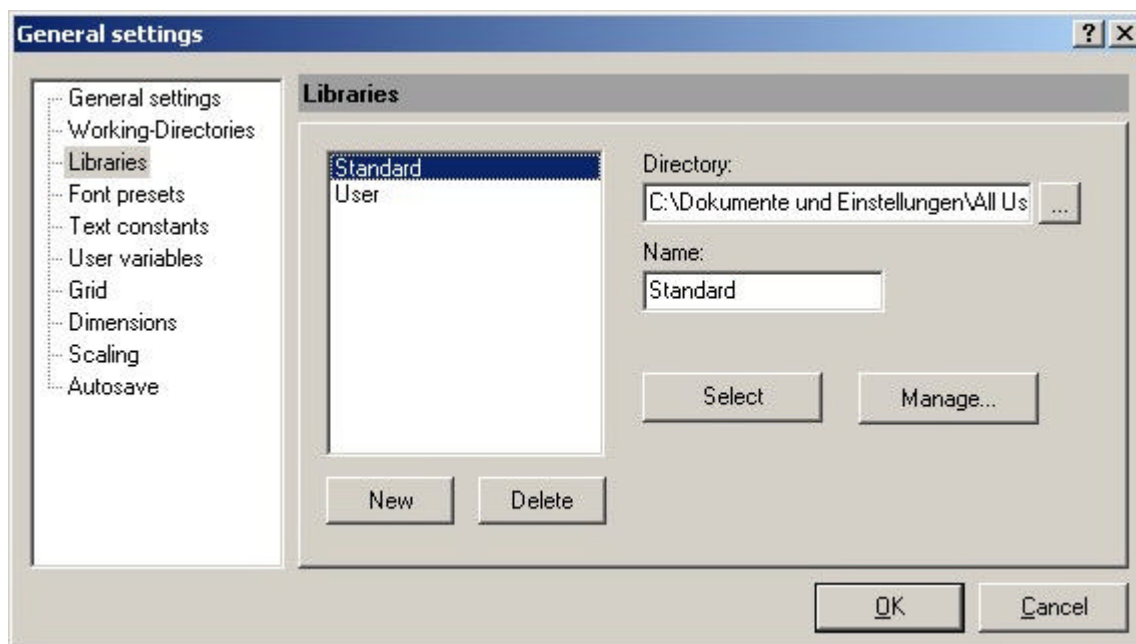 General settings
General settings
Working-Directories
Libraries
Font presets
Text constants
User variables
Grid
Dimensions
Scaling
Autosave
Libraries
Standard
User
New
Delete
Directory:
C:\Dokumente und Einstellungen\All Us
...
Name:
Standard
Select
Manage...
OK
Cancel